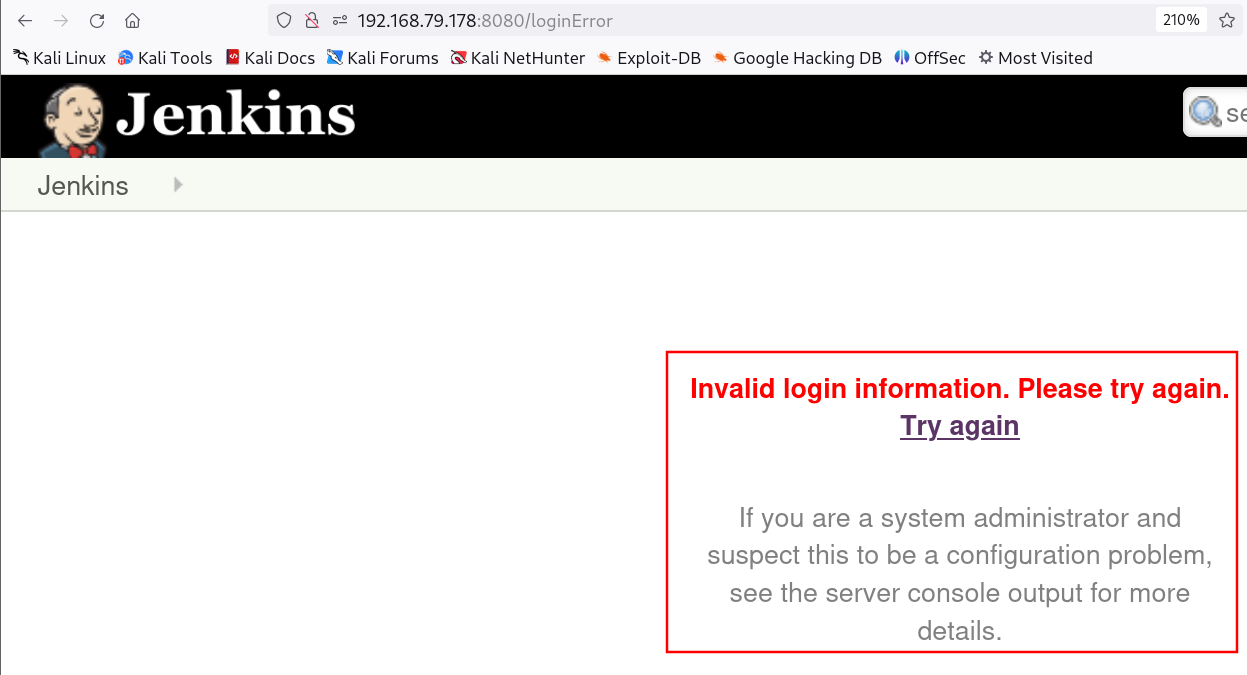 192.168.79.178:8080/loginError
210%
Kali Linux Kali Tools Kali Docs Kali Forums Kali NetHunter Exploit-DB Google Hacking DB OffSec Most Visited
Jenkins
se
Jenkins
Invalid login information. Please try again.
Try again
If you are a system administrator and
suspect this to be a configuration problem,
see the server console output for more
details.